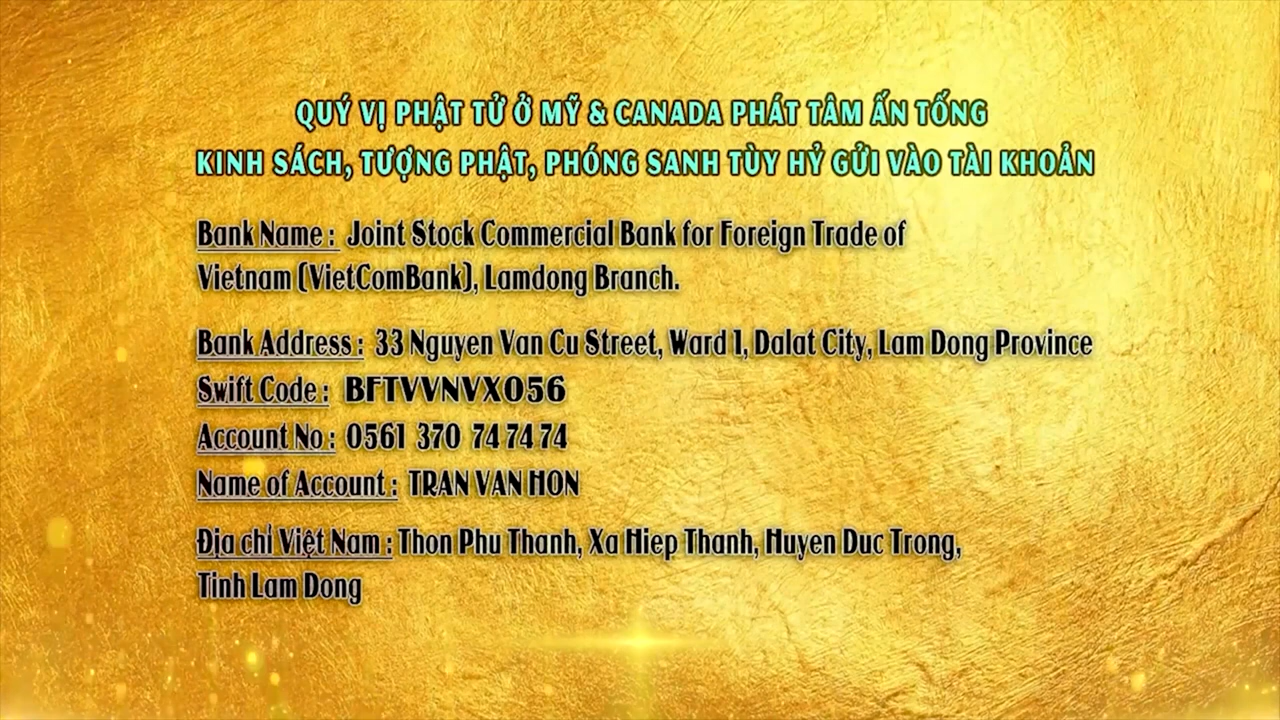 QUÝ VỊ PHẬT TỬ Ở MỸ & CANADA PHÁT TÂM ẤN TỐNG
KINH SÁCH, TƯỢNG PHẬT, PHÓNG SANH TÙY HỶ GỬI VÀO TÀI KHOẢN
Bank Name : Joint Stock Commercial Bank for Foreign Trade of
Vietnam (VietComBank), Lamdong Branch.
Bank Address : 33 Nguyen Van Cu Street, Ward 1, Dalat City, Lam Dong Province
Swift Code : BFTVVNVX056
Account No : 0561 370 74 74 74
Name of Account : TRAN VAN HON
Địa chỉ Việt Nam : Thon Phu Thanh, Xa Hiep Thanh, Huyen Duc Trong,
Tinh Lam Dong